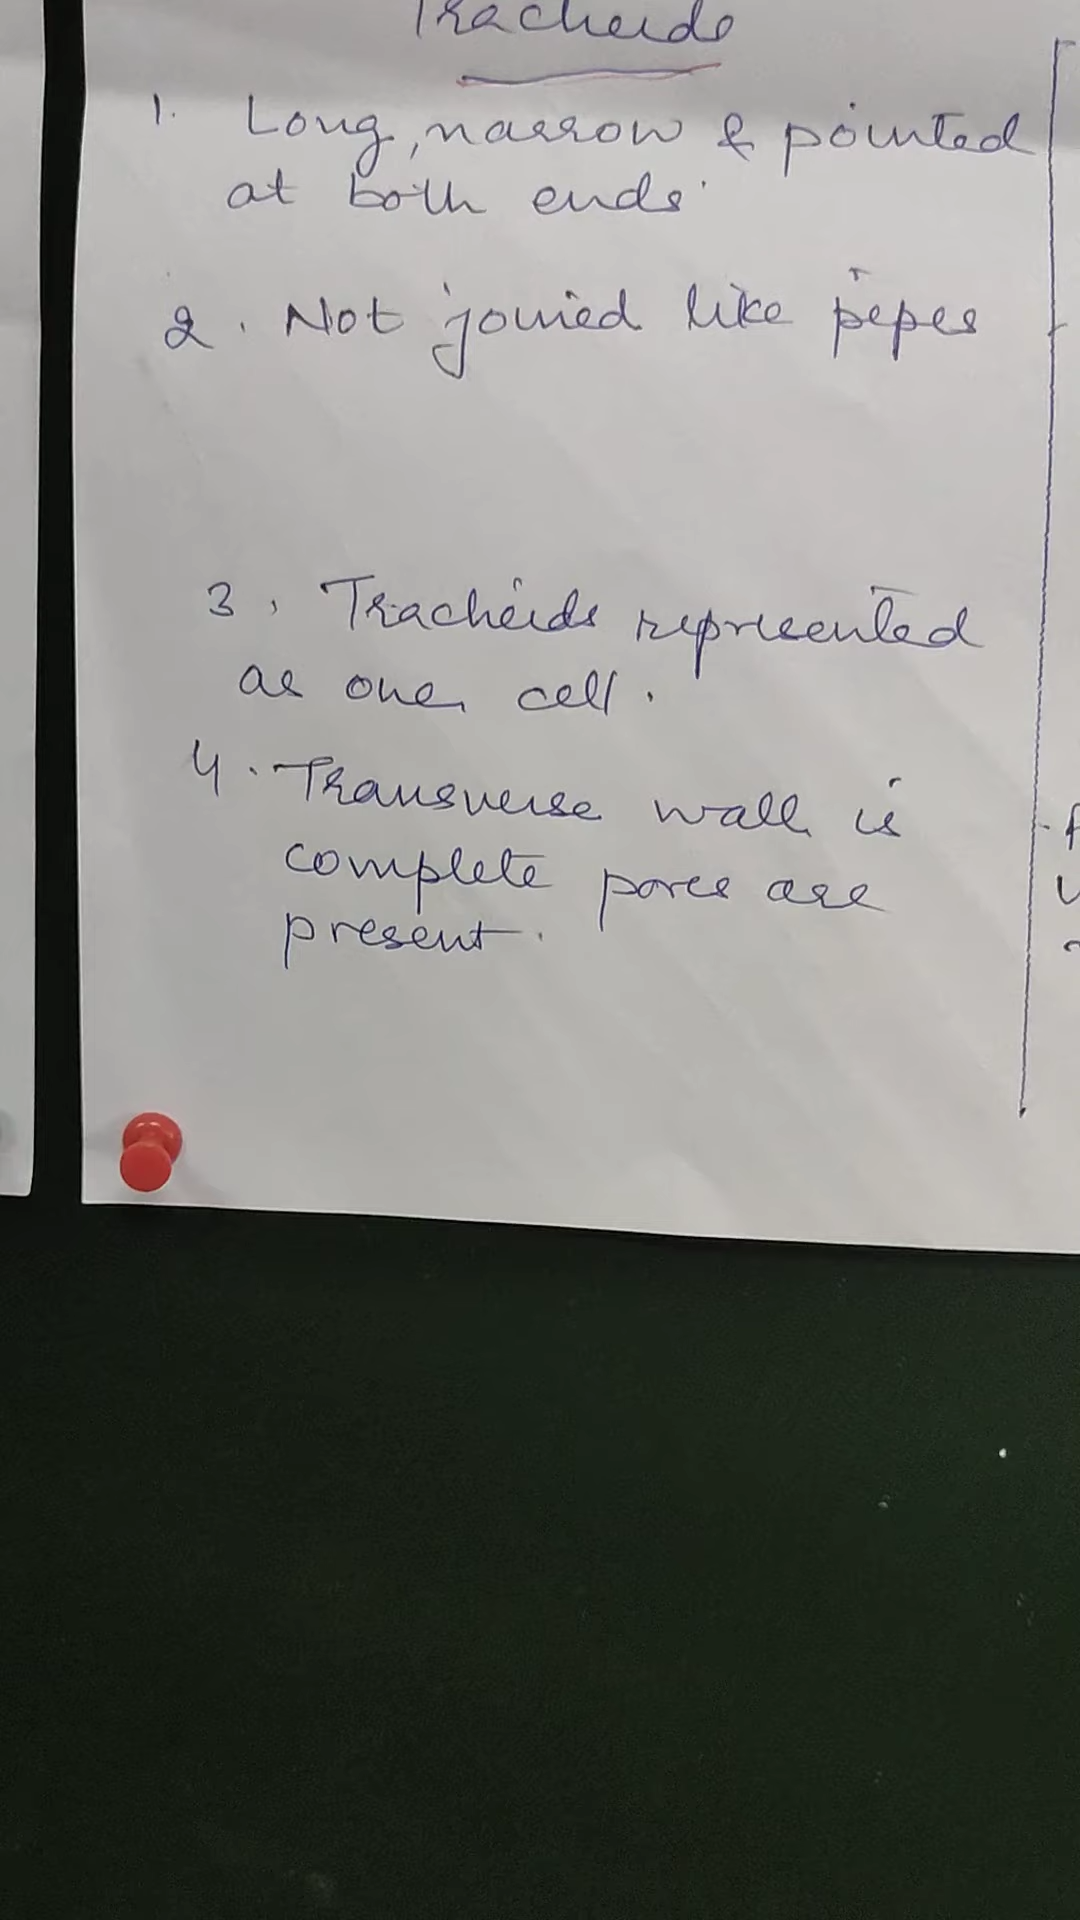 Tracheids
1. Long, narrow & pointed
at both ends.
2. Not joined like pipes
3. Tracheids represented
as one cell.
4. Transverse wall is
complete pores are
present.